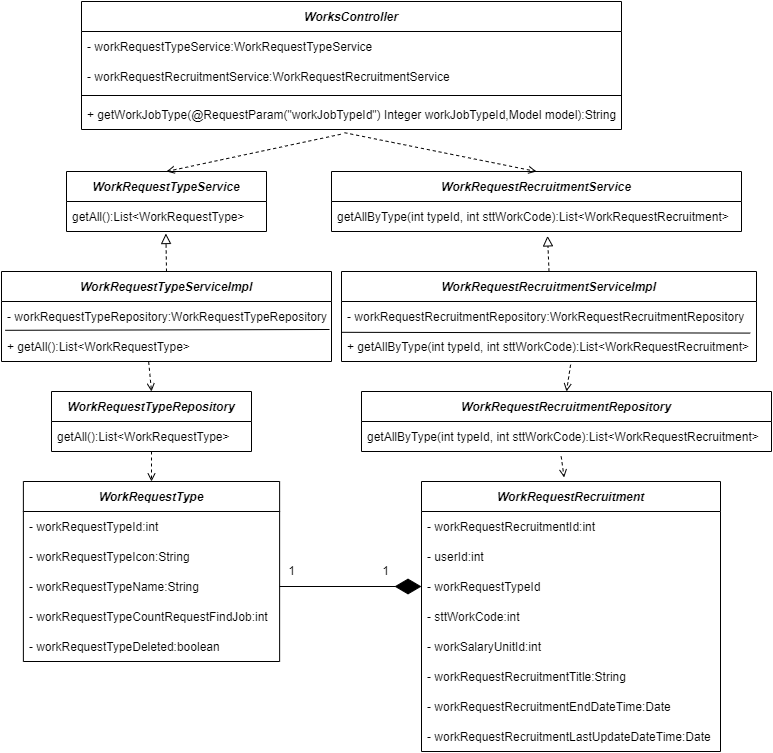 WorksController
- workRequestTypeService:WorkRequestTypeService
- workRequestRecruitmentService:WorkRequestRecruitmentService
+ getWorkJobType(@RequestParam("workJobTypeId") Integer workJobTypeId,Model model):String
WorkRequestTypeService
getAll():List<WorkRequestType>
WorkRequestRecruitmentService
getAllByType(int typeId, int sttWorkCode):List<WorkRequestRecruitment>
WorkRequestTypeServiceImpl
- workRequestTypeRepository:WorkRequestTypeRepository
+ getAll():List<WorkRequestType>
WorkRequestRecruitmentServiceImpl
- workRequestRecruitmentRepository:WorkRequestRecruitmentRepository
+ getAllByType(int typeId, int sttWorkCode):List<WorkRequestRecruitment>
WorkRequestTypeRepository
getAll():List<WorkRequestType>
WorkRequestRecruitmentRepository
getAllByType(int typeId, int sttWorkCode):List<WorkRequestRecruitment>
WorkRequestType
- workRequestTypeId:int
- workRequestTypeIcon:String
- workRequestTypeName:String
- workRequestTypeCountRequestFindJob:int
- workRequestTypeDeleted:boolean
1
1
WorkRequestRecruitment
- workRequestRecruitmentId:int
- userId:int
- workRequestTypeId
- sttWorkCode:int
- workSalaryUnitId:int
- workRequestRecruitmentTitle:String
- workRequestRecruitmentEndDateTime:Date
- workRequestRecruitmentLastUpdateDateTime:Date